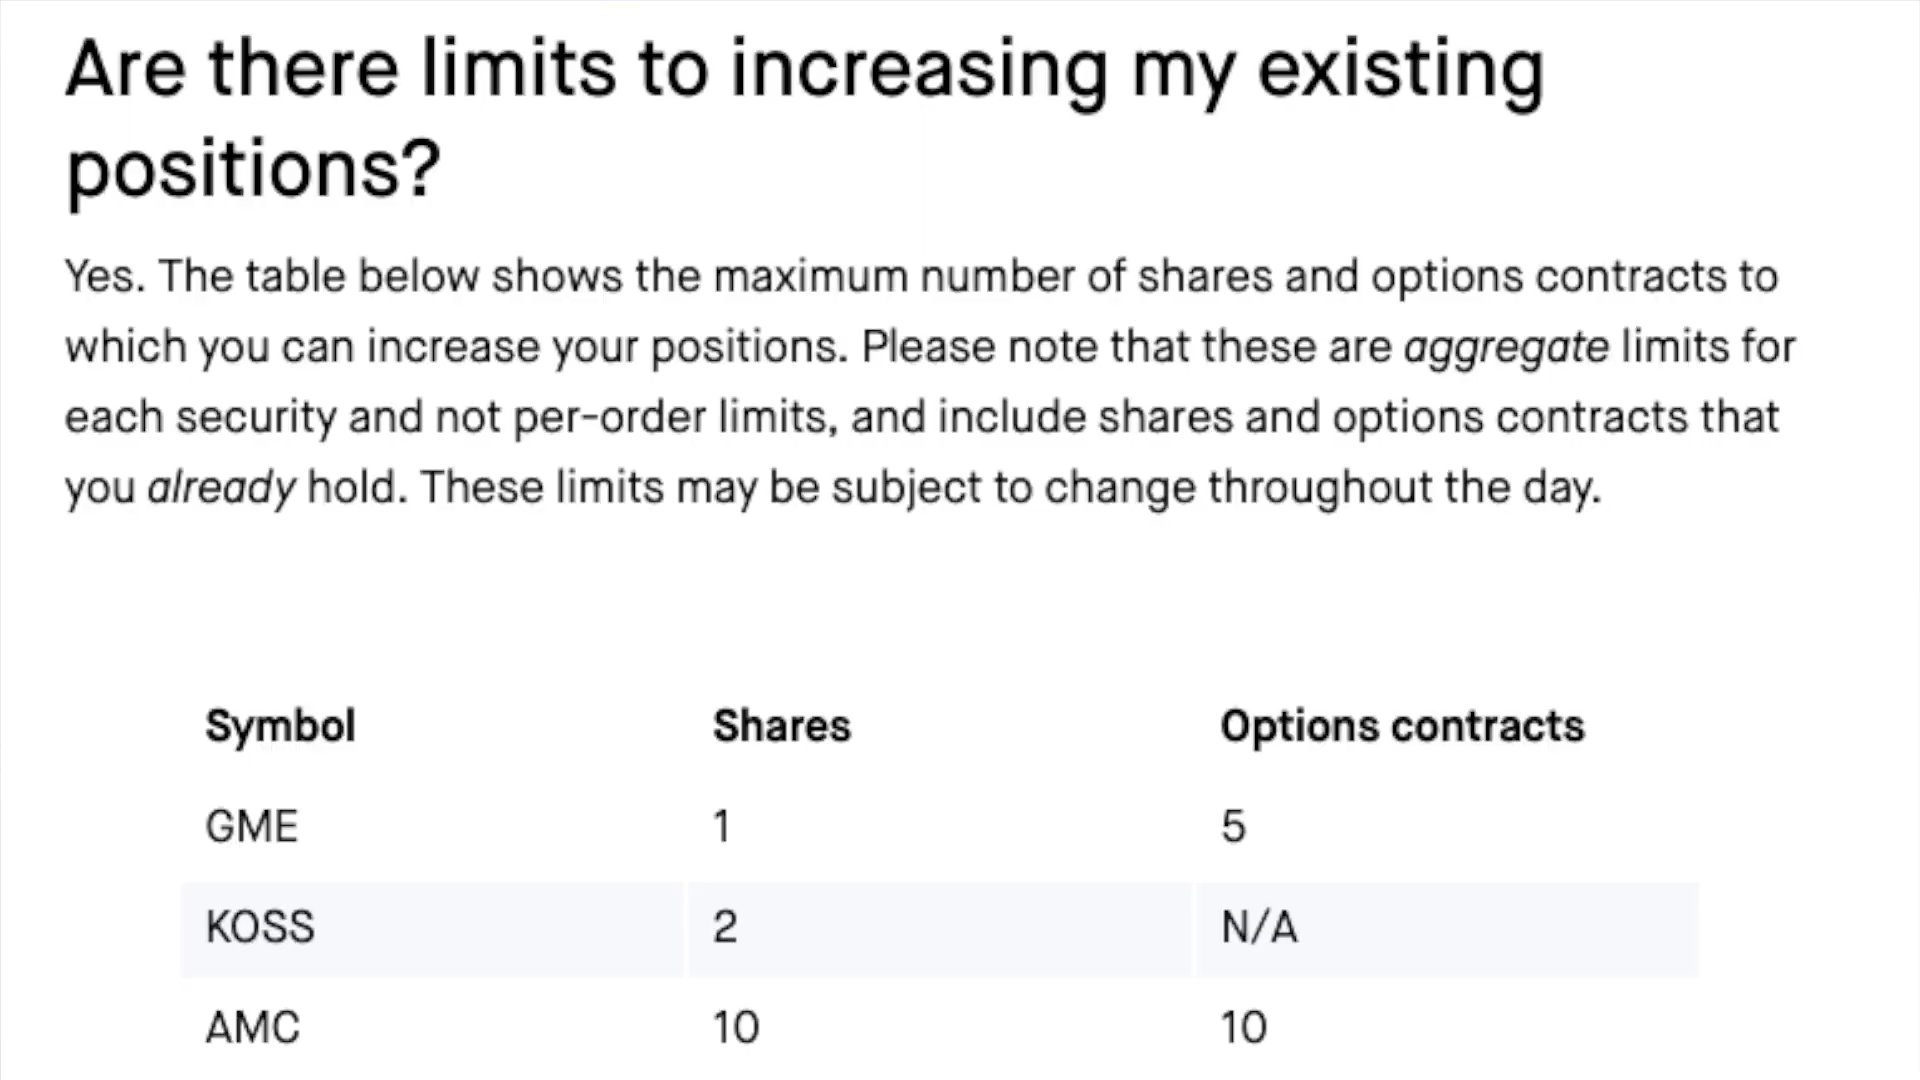 Are there limits to increasing my existing
positions?
Yes. The table below shows the maximum number of shares and options contracts to
which you can increase your positions. Please note that these are aggregate limits for
each security and not per-order limits, and include shares and options contracts that
you already hold. These limits may be subject to change throughout the day.
Symbol Shares Options contracts
GME 1 5
KOSS 2 N/A
AMC 10 10